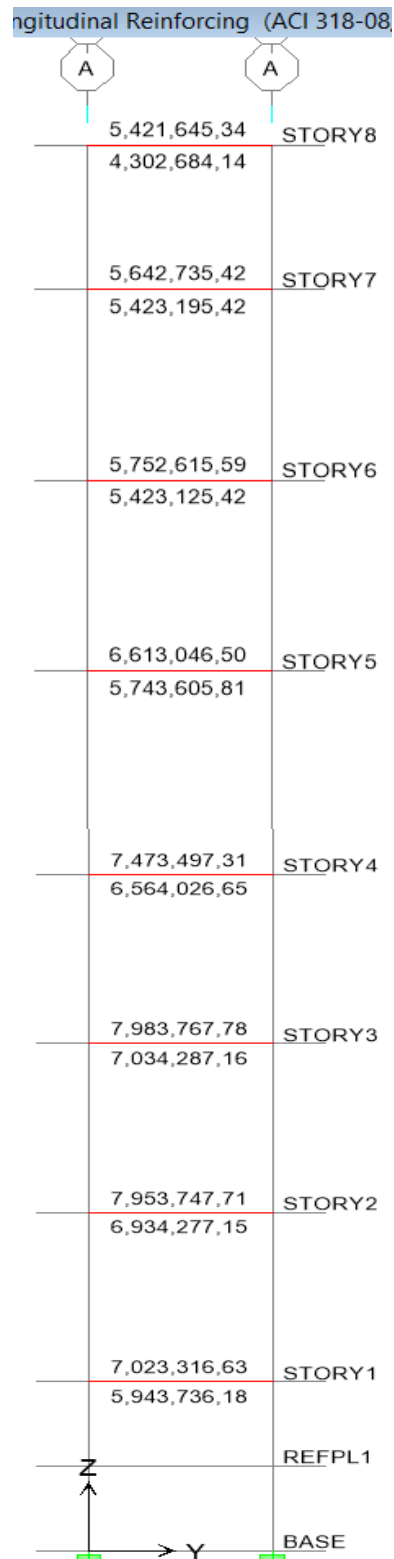 ngitudinal Reinforcing (ACI 318-08
A A
5,421,645,34 STORY8
4,302,684,14
5,642,735,42 STORY7
5,423,195,42
5,752,615,59 STORY6
5,423,125,42
6,613,046,50 STORY5
5,743,605,81
7,473,497,31 STORY4
6,564,026,65
7,983,767,78 STORY3
7,034,287,16
7,953,747,71 STORY2
6,934,277,15
7,023,316,63 STORY1
5,943,736,18
Z REFPL1
Y BASE